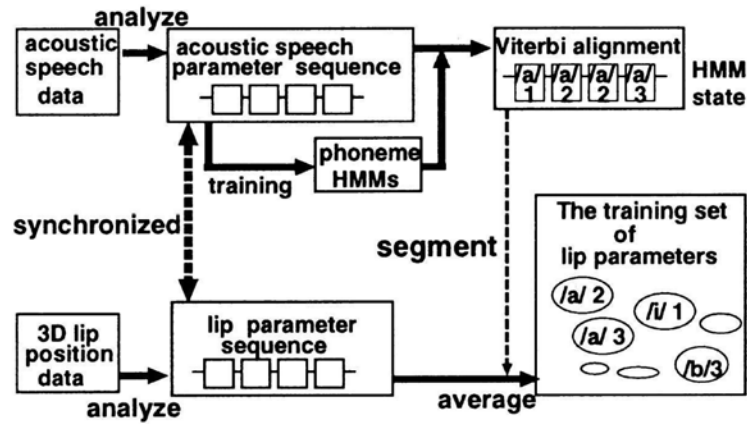 analyze
acoustic
speech
data
acoustic speech
parameter sequence
Viterbi alignment
/a/ /a/ /a/ /a/
1 2 2 3
HMM
state
training
phoneme
HMMs
synchronized
segment
The training set
of
lip parameters
/a/ 2
/i/ 1
/a/ 3
/b/3
3D lip
position
data
analyze
lip parameter
sequence
average